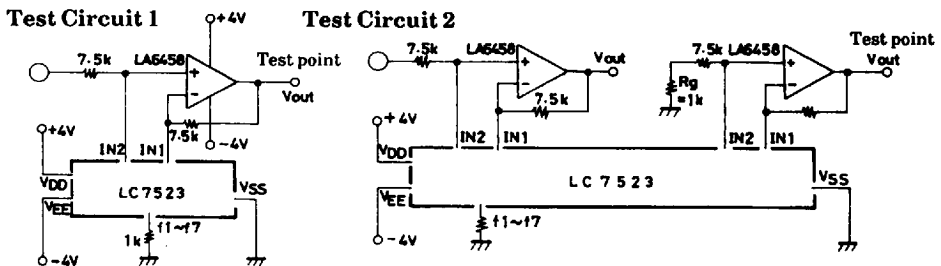 Test Circuit 1
+4V
7.5k
LA6458
Test point
Vout
7.5k
+4V
IN2
IN1
-4V
VDD
VEE
LC7523
VSS
f1~f7
1k
-4V
Test Circuit 2
7.5k
LA6458
Vout
7.5k
+4V
IN2
IN1
Rg
=1k
7.5k
LA6458
Test point
Vout
IN2
IN1
VDD
VEE
LC7523
VSS
f1~f7
-4V